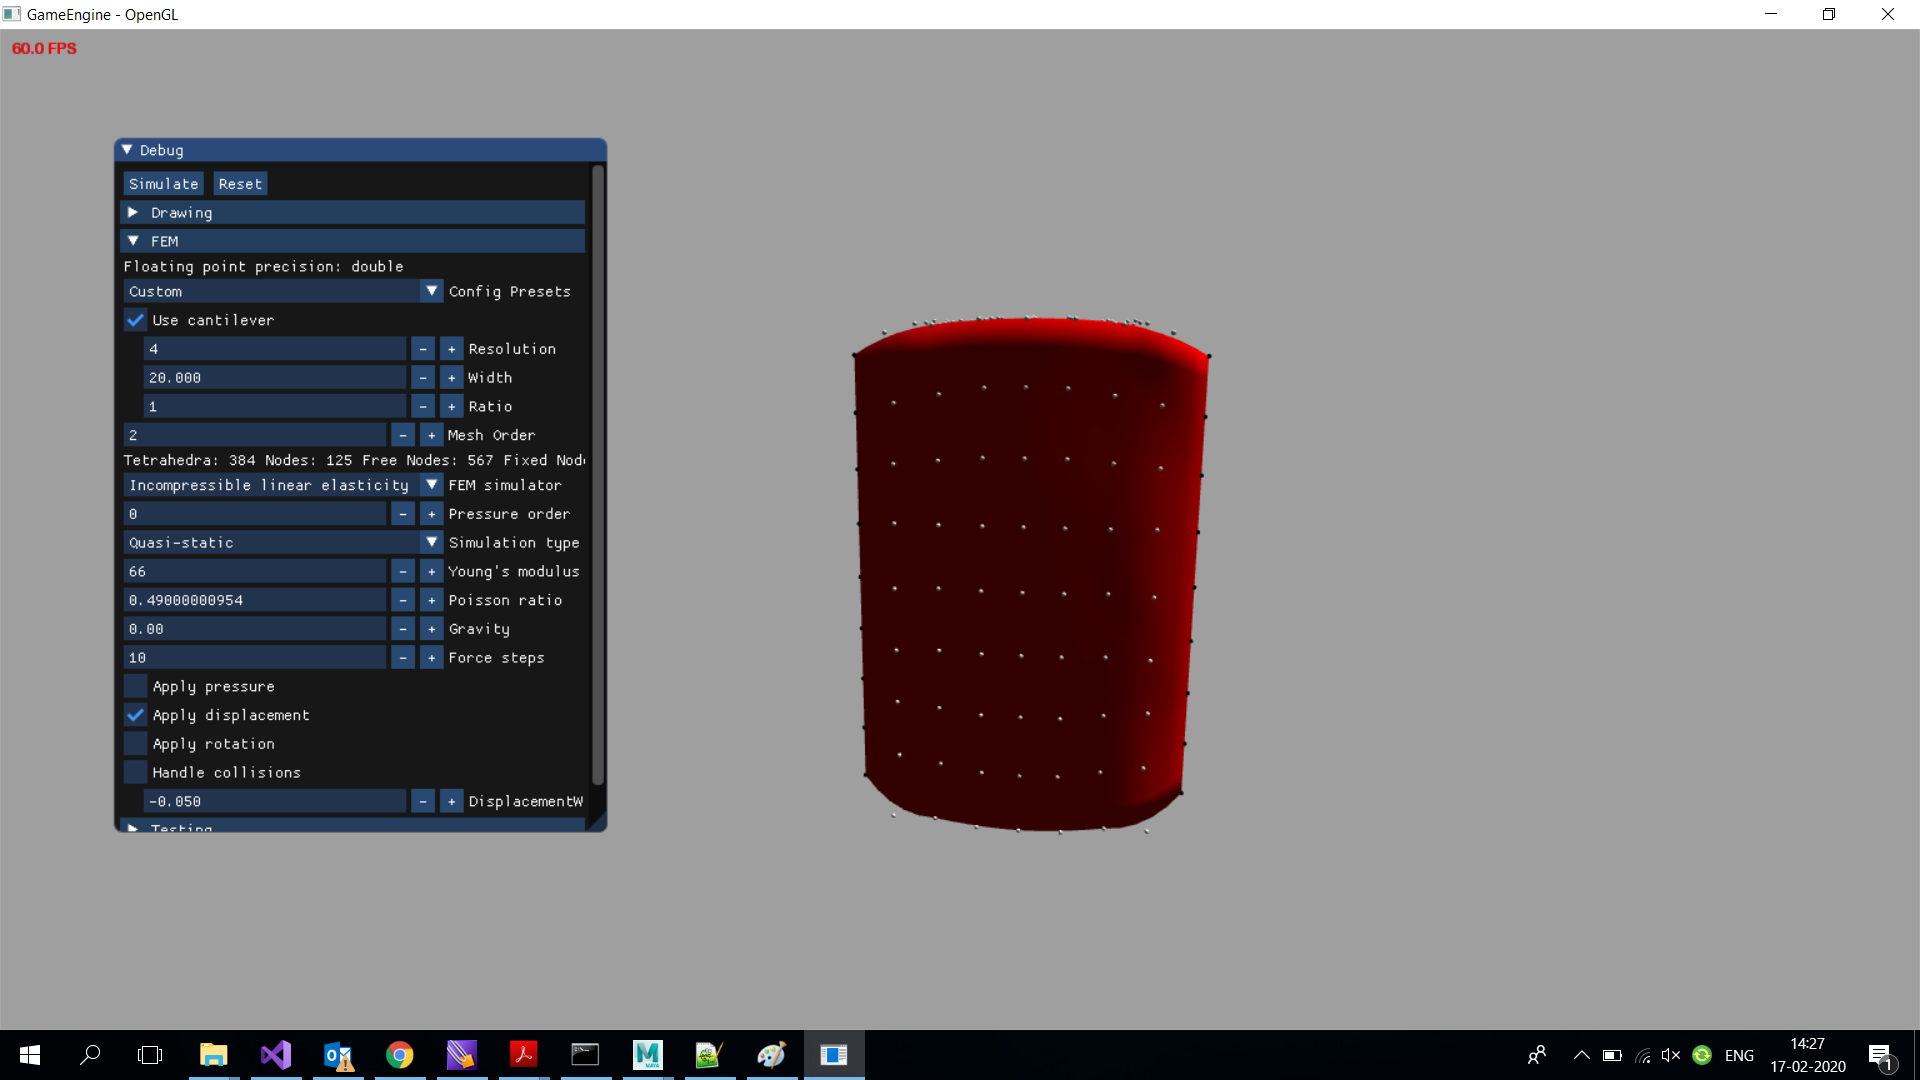 GameEngine - OpenGL
60.0 FPS
Debug
Simulate Reset
Drawing
FEM
Floating point precision: double
Custom Config Presets
Use cantilever
4 - + Resolution
20.000 - + Width
1 - + Ratio
2 - + Mesh Order
Tetrahedra: 384 Nodes: 125 Free Nodes: 567 Fixed Nod
Incompressible linear elasticity FEM simulator
0 - + Pressure order
Quasi-static Simulation type
66 - + Young's modulus
0.49000000954 - + Poisson ratio
0.00 - + Gravity
10 - + Force steps
Apply pressure
Apply displacement
Apply rotation
Handle collisions
-0.050 - + DisplacementW
Testing
ENG
14:27
17-02-2020
1